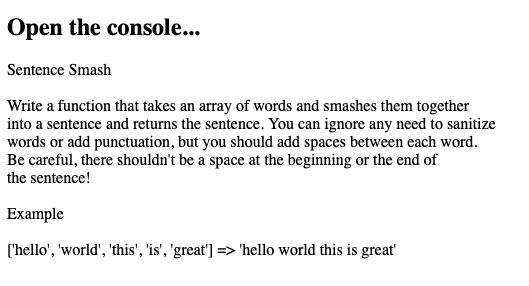 Open the console...
Sentence Smash
Write a function that takes an array of words and smashes them together
into a sentence and returns the sentence. You can ignore any need to sanitize
words or add punctuation, but you should add spaces between each word.
Be careful, there shouldn't be a space at the beginning or the end of
the sentence!
Example
['hello', 'world', 'this', 'is', 'great'] => 'hello world this is great'